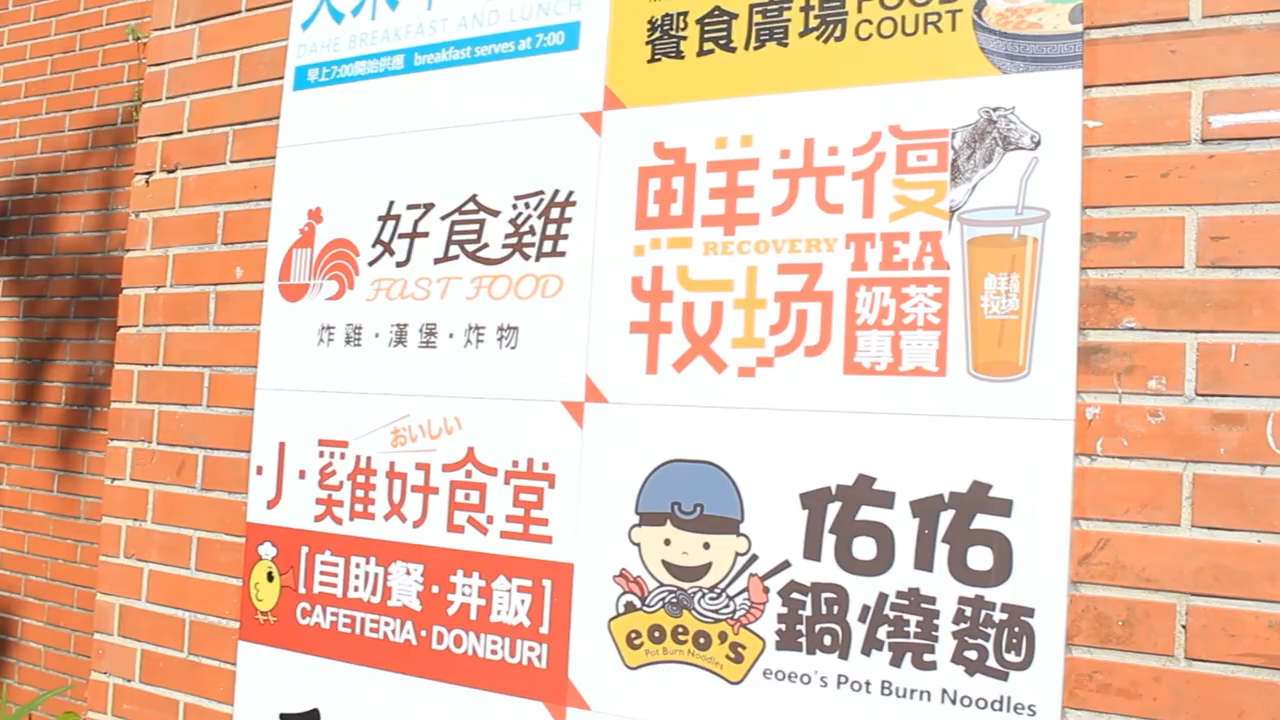 DAHE BREAKFAST AND LUNCH
早上7:00開始供應 breakfast serves at 7:00
饗食廣場 FOOD COURT
好食雞
FAST FOOD
炸雞·漢堡·炸物
鮮光復
RECOVERY
牧场
TEA
奶茶
專賣
鮮光復
牧场
おいしい
小雞好食堂
[自助餐·丼飯]
CAFETERIA·DONBURI
佑佑
鍋燒麵
eoeo's
Pot Burn Noodles
eoeo's Pot Burn Noodles